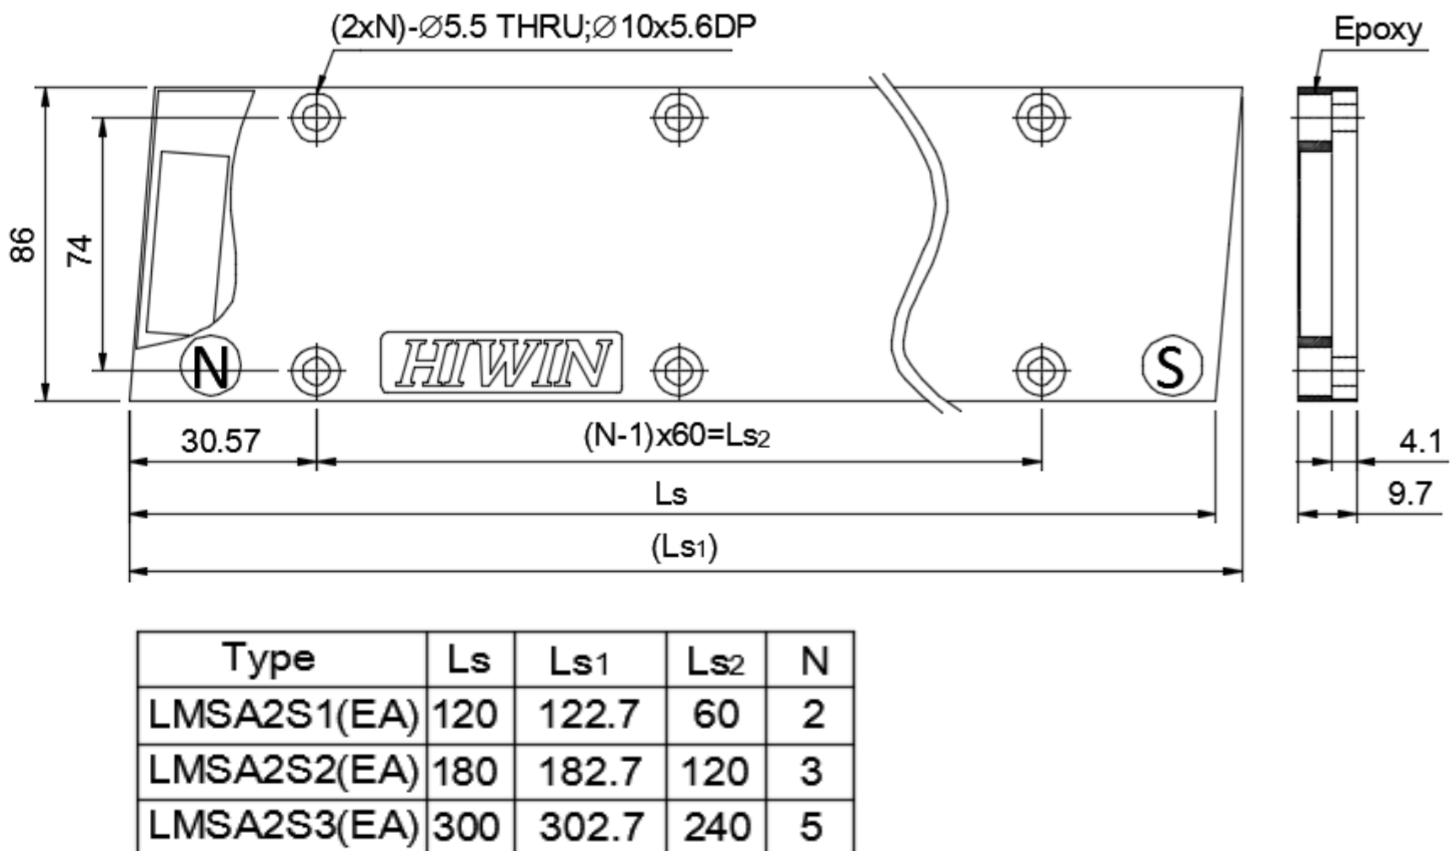 (2xN)-Ø5.5 THRU;Ø10x5.6DP
Epoxy
86
74
N
HIWIN
S
30.57
(N-1)x60=Ls2
4.1
Ls
9.7
(Ls1)
Type Ls Ls1 Ls2 N
LMSA2S1(EA) 120 122.7 60 2
LMSA2S2(EA) 180 182.7 120 3
LMSA2S3(EA) 300 302.7 240 5